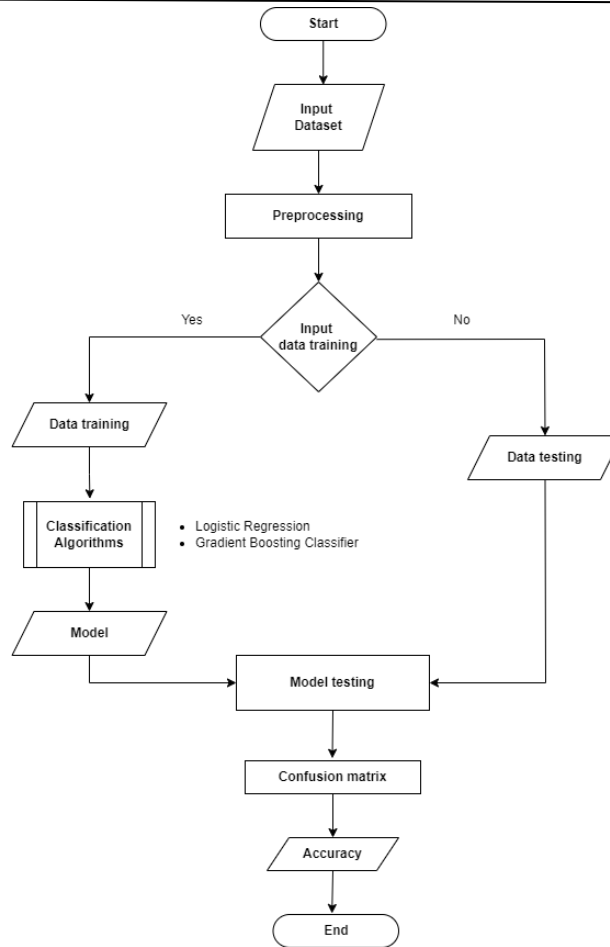 Start
Input
Dataset
Preprocessing
Yes
Input
data training
No
Data training
Data testing
Classification
Algorithms
• Logistic Regression
• Gradient Boosting Classifier
Model
Model testing
Confusion matrix
Accuracy
End